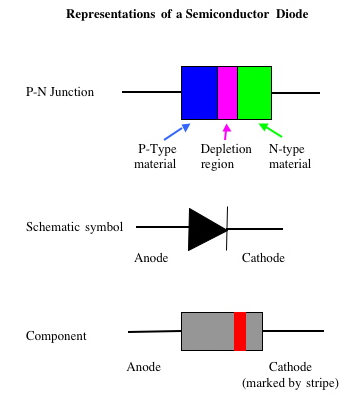 Representations of a Semiconductor Diode
P-N Junction
P-Type
material
Depletion
region
N-type
material
Schematic symbol
Anode
Cathode
Component
Anode
Cathode
(marked by stripe)